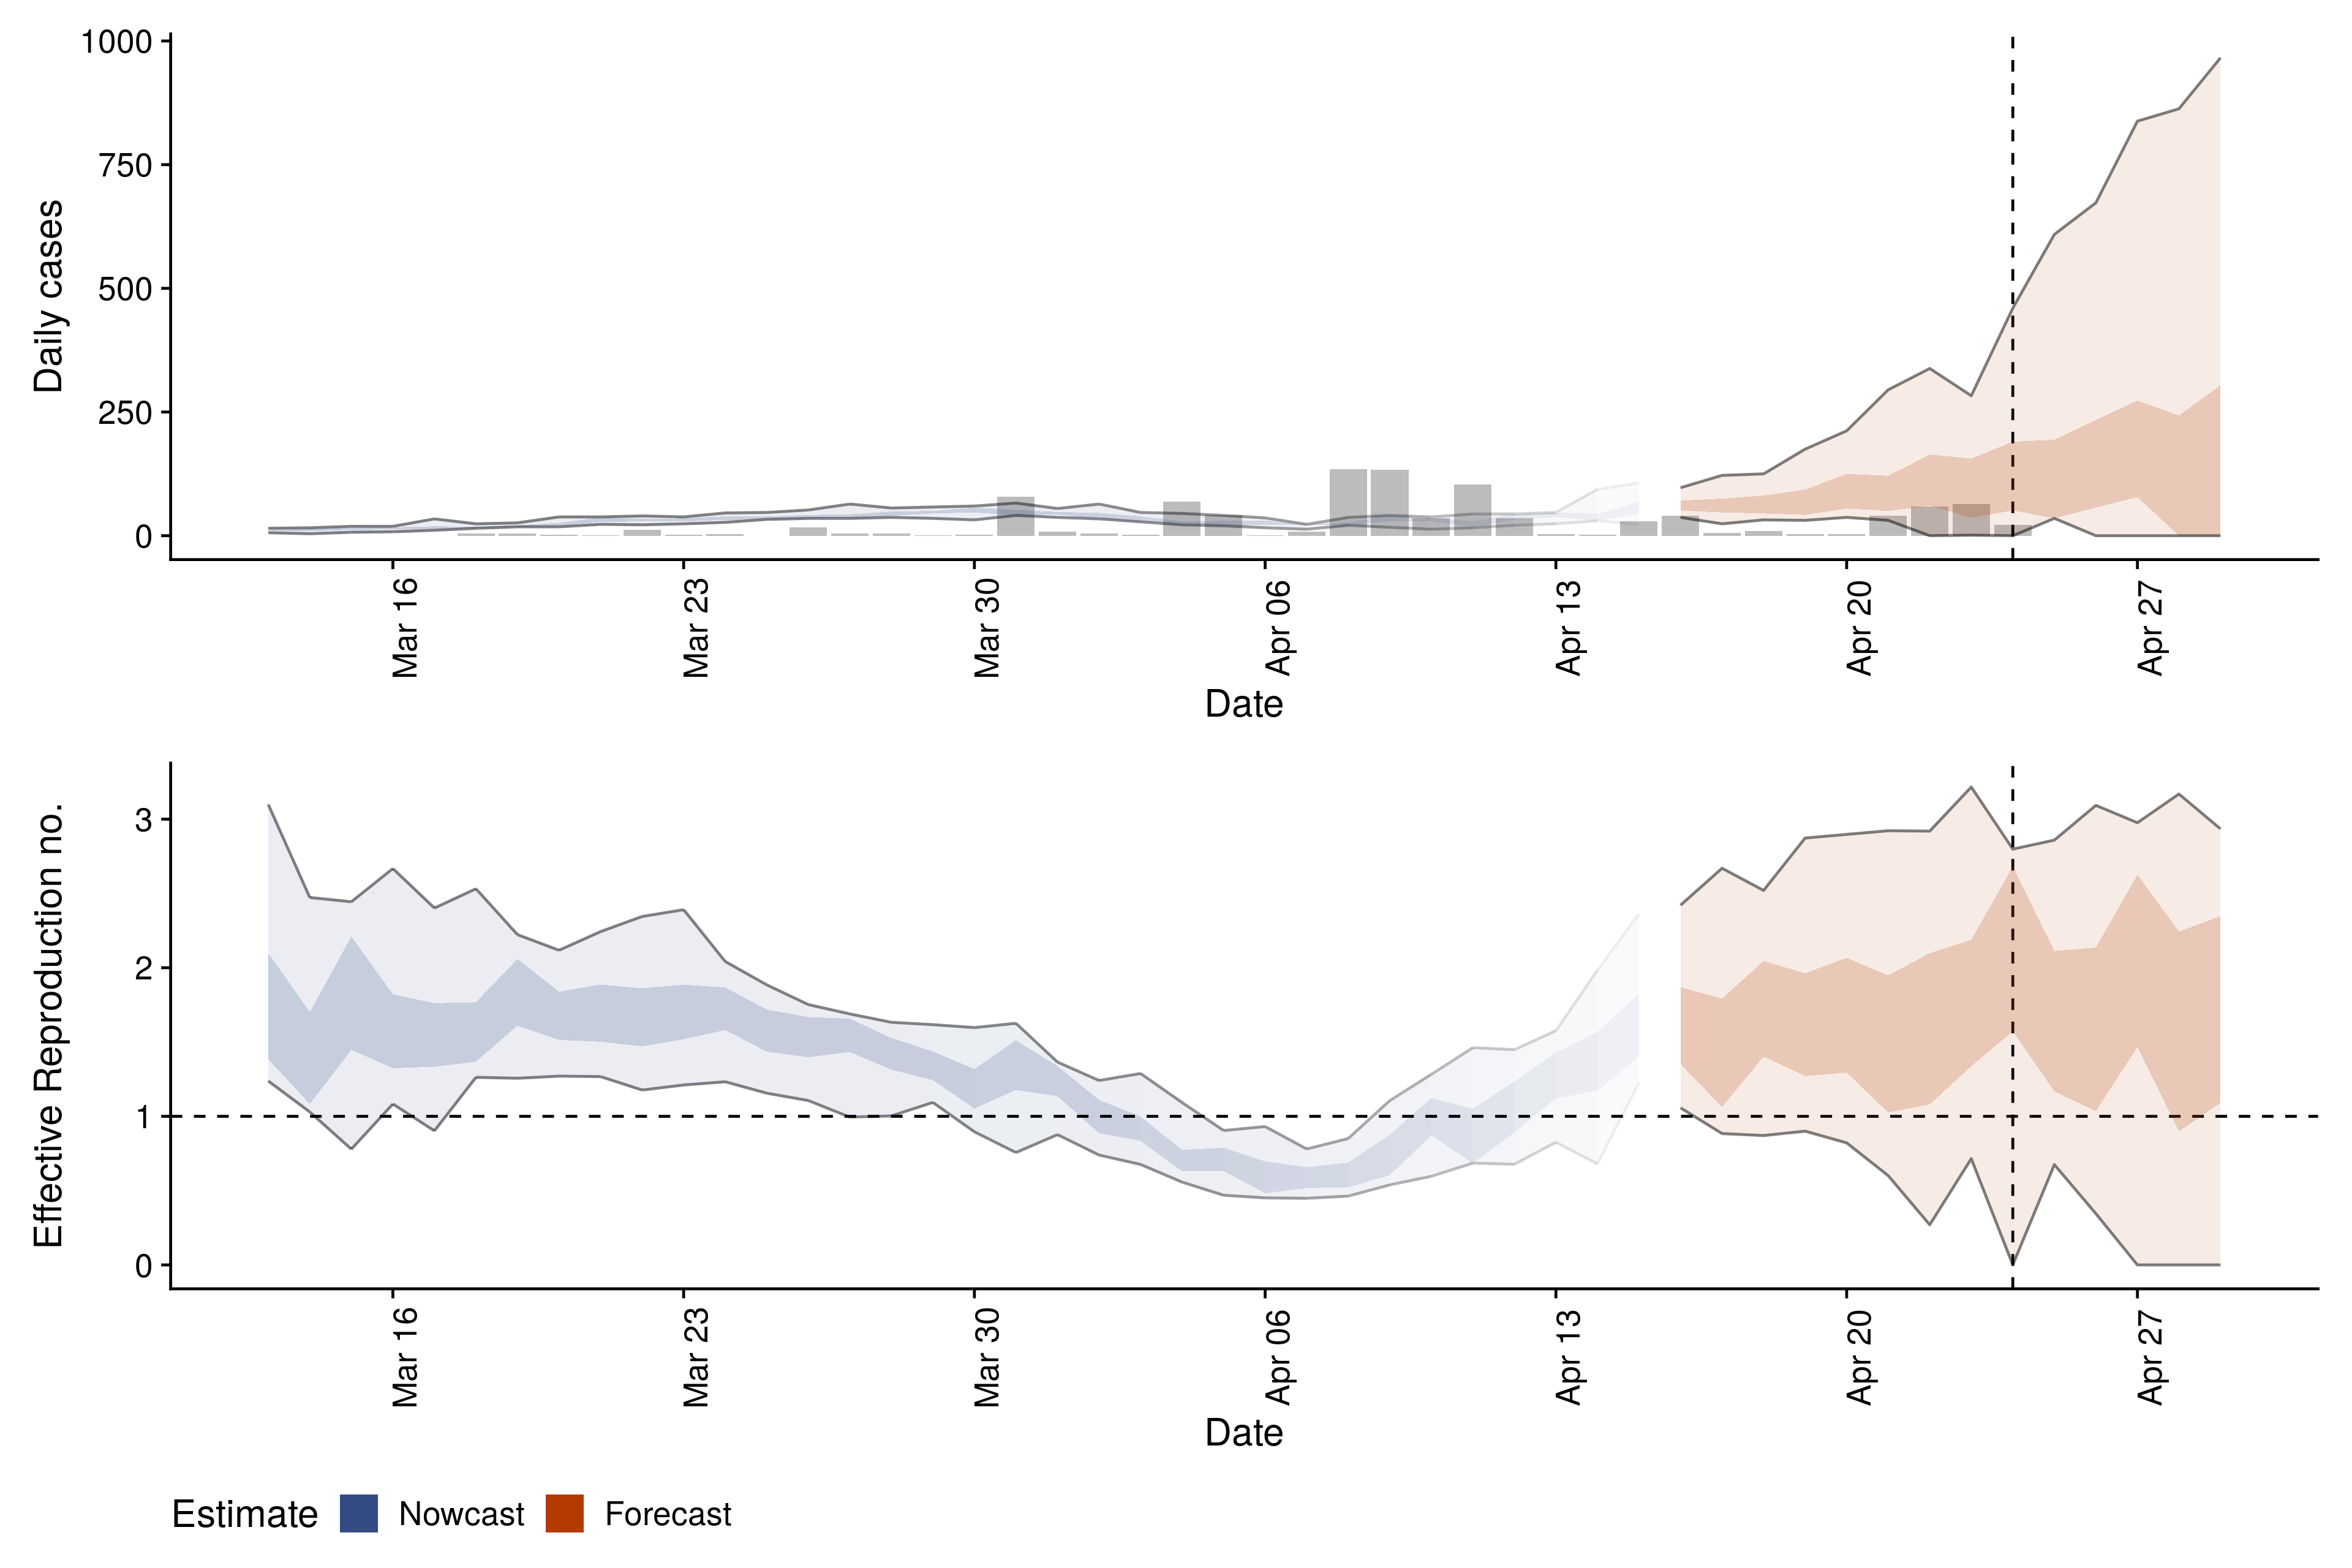 Daily cases
1000
750
500
250
0
Mar 16
Mar 23
Mar 30
Apr 06
Apr 13
Apr 20
Apr 27
Date
Effective Reproduction no.
3
2
1
0
Mar 16
Mar 23
Mar 30
Apr 06
Apr 13
Apr 20
Apr 27
Date
Estimate Nowcast Forecast